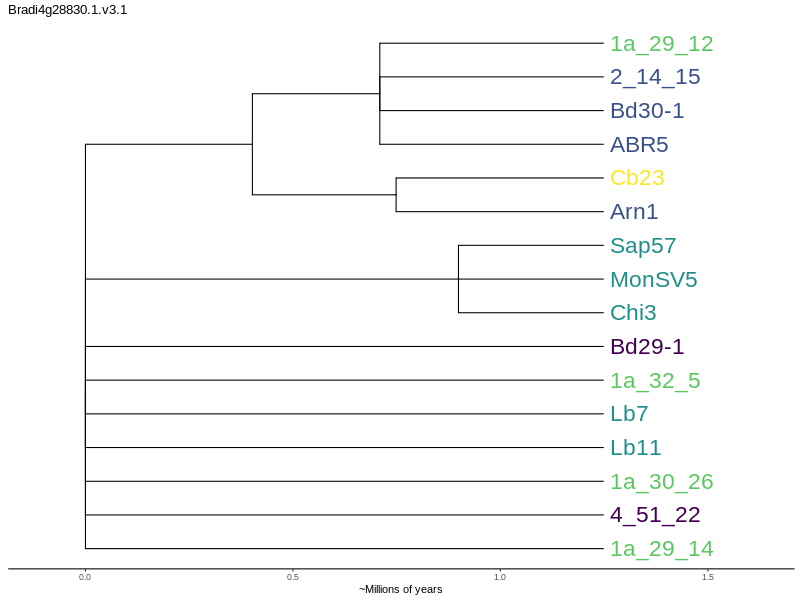 Bradi4g28830.1.v3.1
1a_29_12
2_14_15
Bd30-1
ABR5
Cb23
Arn1
Sap57
MonSV5
Chi3
Bd29-1
1a_32_5
Lb7
Lb11
1a_30_26
4_51_22
1a_29_14
0.0 0.5 1.0 1.5
~Millions of years